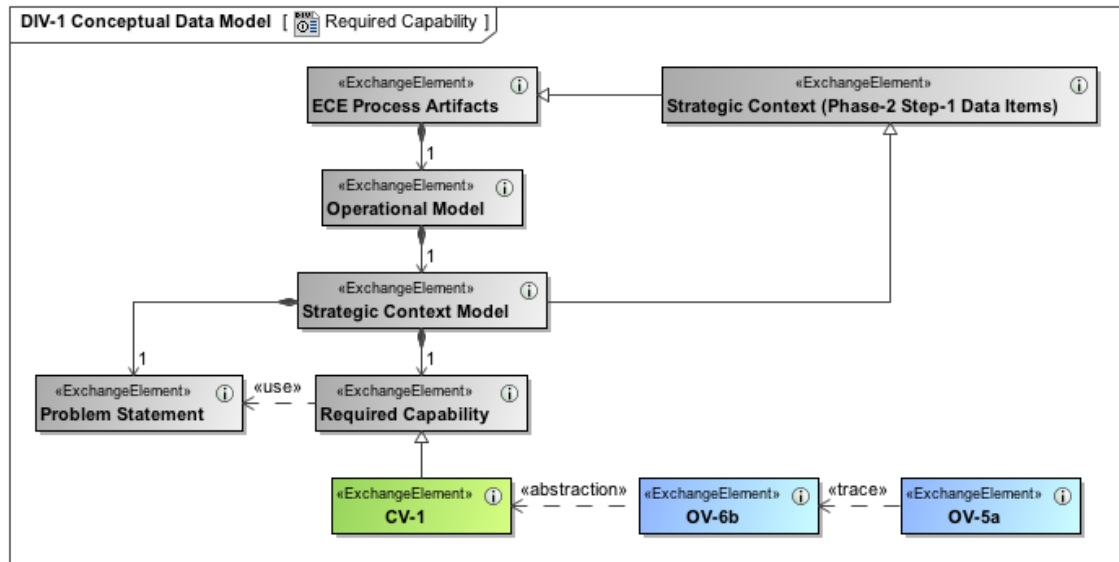 DIV-1 Conceptual Data Model [ Required Capability ]
«ExchangeElement»
ECE Process Artifacts
«ExchangeElement»
Strategic Context (Phase-2 Step-1 Data Items)
1
«ExchangeElement»
Operational Model
1
«ExchangeElement»
Strategic Context Model
1
1
«ExchangeElement»
Problem Statement
«use»
«ExchangeElement»
Required Capability
«ExchangeElement»
CV-1
«abstraction»
«ExchangeElement»
OV-6b
«trace»
«ExchangeElement»
OV-5a